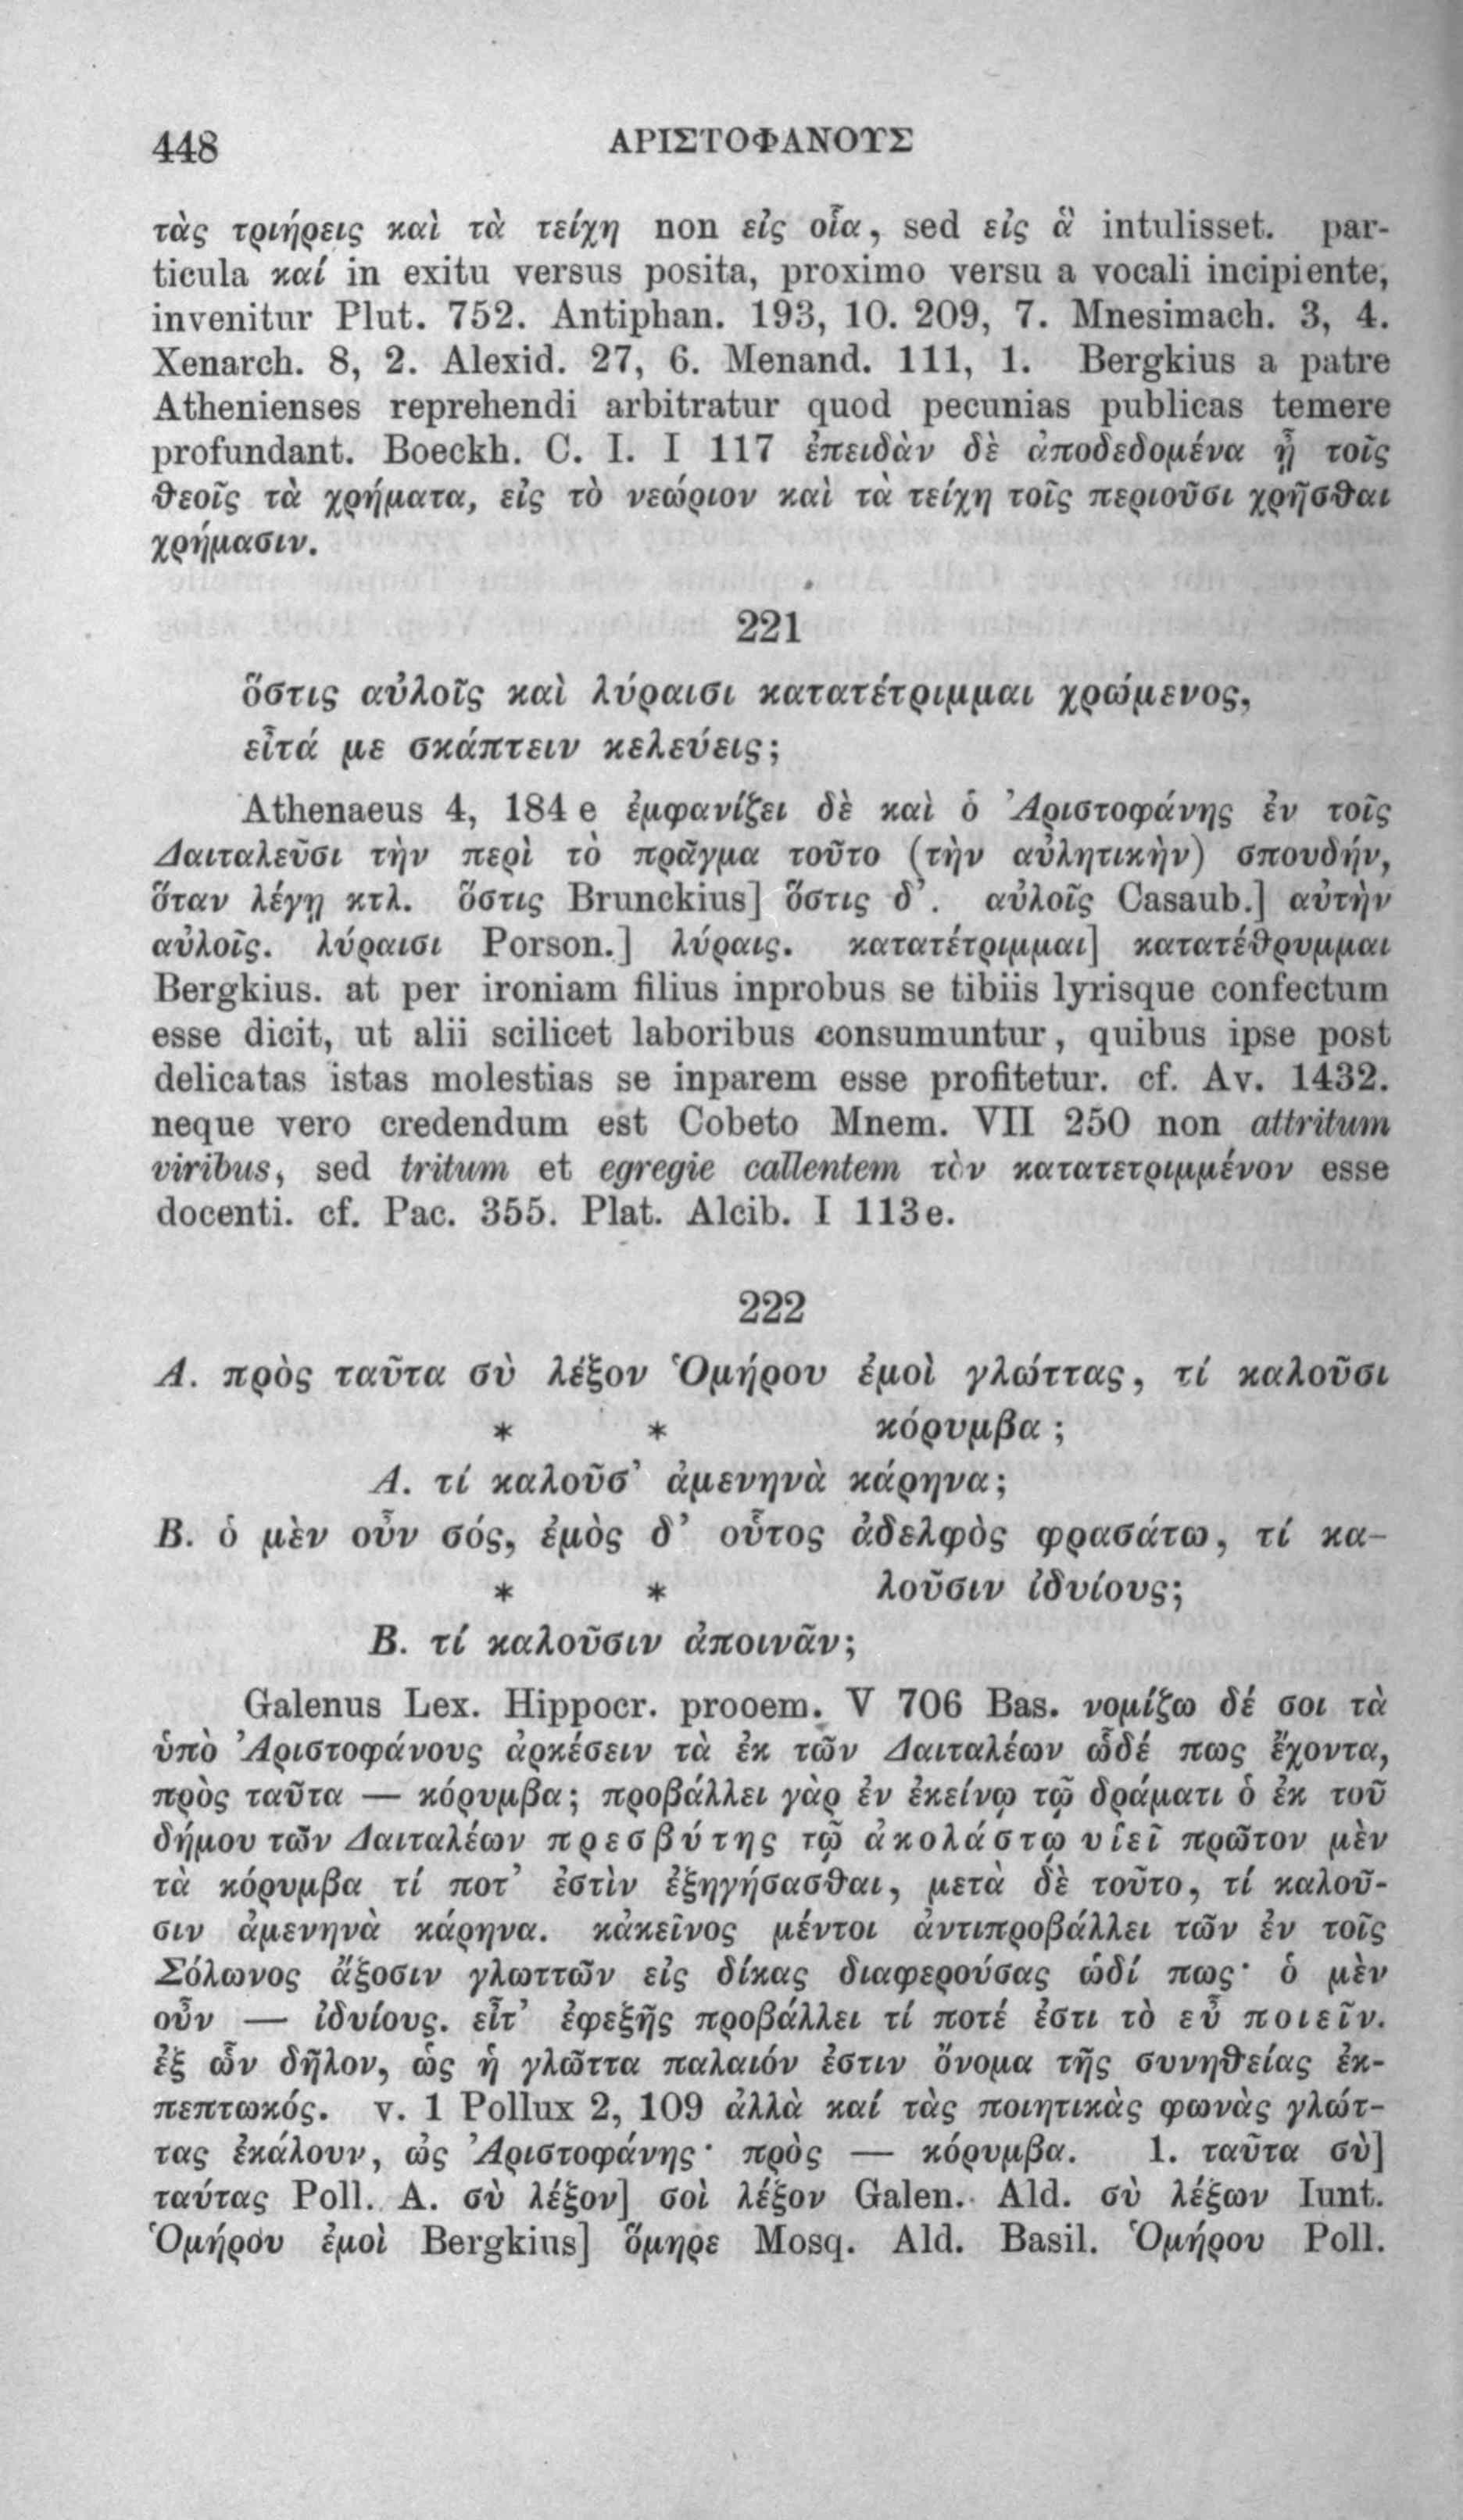 448 ΑΡΙΣΤΟΦΑΝΟΥΣ
τὰς τριήρεις καὶ τὰ τείχη non εἰς οἷα, sed εἰς ἃ intulisset. par-
ticula καί in exitu versus posita, proximo versu a vocali incipiente,
invenitur Plut. 752. Antiphan. 193, 10. 209, 7. Mnesimach. 3, 4.
Xenarch. 8, 2. Alexid. 27, 6. Menand. 111, 1. Bergkius a patre
Athenienses reprehendi arbitratur quod pecunias publicas temere
profundant. Boeckh. C. I. I 117 ἐπειδὰν δὲ ἀποδεδομένα ᾖ τοῖς
θεοῖς τὰ χρήματα, εἰς τὸ νεώριον καὶ τὰ τείχη τοῖς περιοῦσι χρῆσθαι
χρήμασιν.
221
ὅστις αὐλοῖς καὶ λύραισι κατατέτριμμαι χρώμενος,
εἶτά με σκάπτειν κελεύεις;
Athenaeus 4, 184 e ἐμφανίζει δὲ καὶ ὁ Ἀριστοφάνης ἐν τοῖς
Δαιταλεῦσι τὴν περὶ τὸ πρᾶγμα τοῦτο (τὴν αὐλητικὴν) σπουδήν,
ὅταν λέγῃ κτλ. ὅστις Brunckius] ὅστις δ’. αὐλοῖς Casaub.] αὐτὴν
αὐλοῖς. λύραισι Porson.] λύραις. κατατέτριμμαι] κατατέθρυμμαι
Bergkius. at per ironiam filius inprobus se tibiis lyrisque confectum
esse dicit, ut alii scilicet laboribus consumuntur, quibus ipse post
delicatas istas molestias se inparem esse profitetur. cf. Av. 1432.
neque vero credendum est Cobeto Mnem. VII 250 non attritum
viribus, sed tritum et egregie callentem τὸν κατατετριμμένον esse
docenti. cf. Pac. 355. Plat. Alcib. I 113 e.
222
Α. πρὸς ταῦτα σὺ λέξον Ὁμήρου ἐμοὶ γλώττας, τί καλοῦσι
* * κόρυμβα;
Α. τί καλοῦσ’ ἀμενηνὰ κάρηνα;
Β. ὁ μὲν οὖν σός, ἐμὸς δ’ οὗτος ἀδελφὸς φρασάτω, τί κα-
* * λοῦσιν ἰδυίους;
Β. τί καλοῦσιν ἀποινᾶν;
Galenus Lex. Hippocr. prooem. V 706 Bas. νομίζω δέ σοι τὰ
ὑπὸ Ἀριστοφάνους ἀρκέσειν τὰ ἐκ τῶν Δαιταλέων ὧδέ πως ἔχοντα,
πρὸς ταῦτα — κόρυμβα; προβάλλει γὰρ ἐν ἐκείνῳ τῷ δράματι ὁ ἐκ τοῦ
δήμου τῶν Δαιταλέων πρεσβύτης τῷ ἀκολάστῳ υἱεῖ πρῶτον μὲν
τὰ κόρυμβα τί ποτ’ ἐστὶν ἐξηγήσασθαι, μετὰ δὲ τοῦτο, τί καλοῦ-
σιν ἀμενηνὰ κάρηνα. κἀκεῖνος μέντοι ἀντιπροβάλλει τῶν ἐν τοῖς
Σόλωνος ἄξοσιν γλωττῶν εἰς δίκας διαφερούσας ὡδί πως· ὁ μὲν
οὖν — ἰδυίους. εἶτ’ ἐφεξῆς προβάλλει τί ποτέ ἐστι τὸ εὖ ποιεῖν.
ἐξ ὧν δῆλον, ὡς ἡ γλῶττα παλαιόν ἐστιν ὄνομα τῆς συνηθείας ἐκ-
πεπτωκός. v. 1 Pollux 2, 109 ἀλλὰ καί τὰς ποιητικὰς φωνὰς γλώτ-
τας ἐκάλουν, ὡς Ἀριστοφάνης· πρὸς — κόρυμβα. 1. ταῦτα σὺ]
ταύτας Poll. A. σὺ λέξον] σοὶ λέξον Galen. Ald. σὺ λέξων Iunt.
Ὁμήρου ἐμοὶ Bergkius] ὅμηρε Mosq. Ald. Basil. Ὁμήρου Poll.